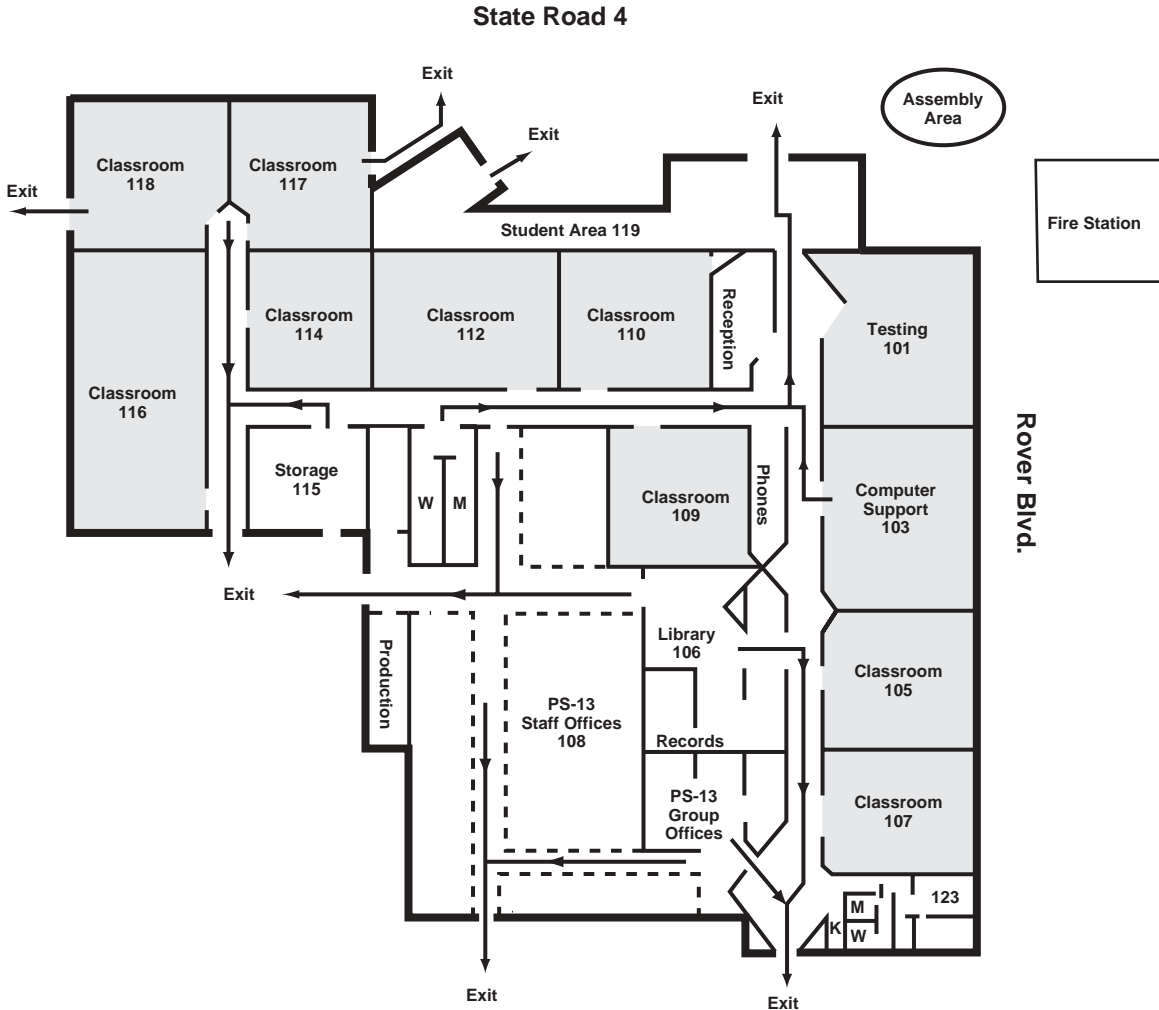 State Road 4
Exit
Exit
Exit
Assembly
Area
Classroom
118
Classroom
117
Exit
Fire Station
Student Area 119
Classroom
114
Classroom
112
Classroom
110
Reception
Testing
101
Classroom
116
Rover Blvd.
Storage
115
W
M
Classroom
109
Phones
Computer
Support
103
Exit
Library
106
Production
PS-13
Staff Offices
108
Classroom
105
Records
PS-13
Group
Offices
Classroom
107
M
123
K
W
Exit
Exit